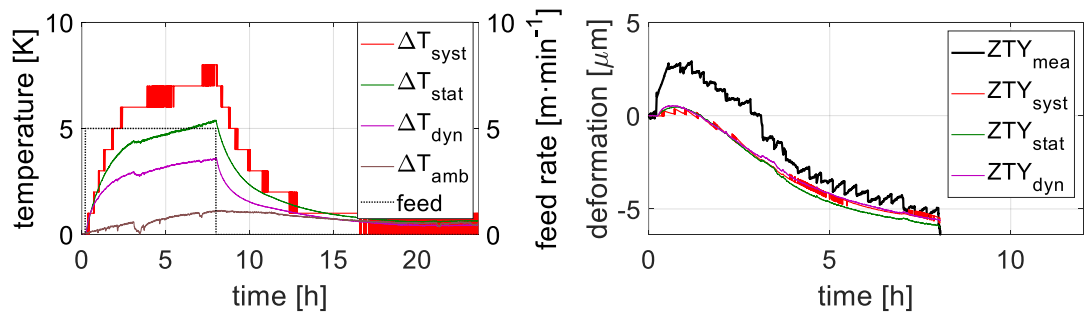 temperature [K]
10
5
0
0
5
10
15
20
time [h]
ΔT_syst
ΔT_stat
ΔT_dyn
ΔT_amb
feed
10
5
0
feed rate [m·min⁻¹]
deformation [μm]
5
0
-5
0
5
10
time [h]
ZTY_mea
ZTY_syst
ZTY_stat
ZTY_dyn